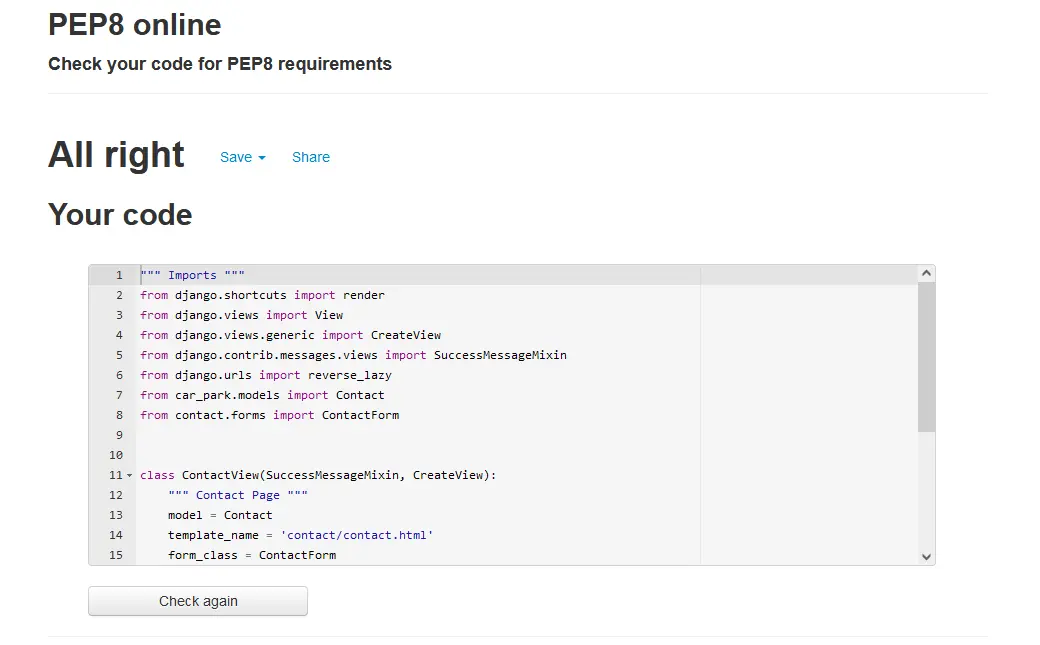 PEP8 online
Check your code for PEP8 requirements
All right Save Share
Your code
1 """ Imports """
2 from django.shortcuts import render
3 from django.views import View
4 from django.views.generic import CreateView
5 from django.contrib.messages.views import SuccessMessageMixin
6 from django.urls import reverse_lazy
7 from car_park.models import Contact
8 from contact.forms import ContactForm
9
10
11 class ContactView(SuccessMessageMixin, CreateView):
12     """ Contact Page """
13     model = Contact
14     template_name = 'contact/contact.html'
15     form_class = ContactForm
Check again